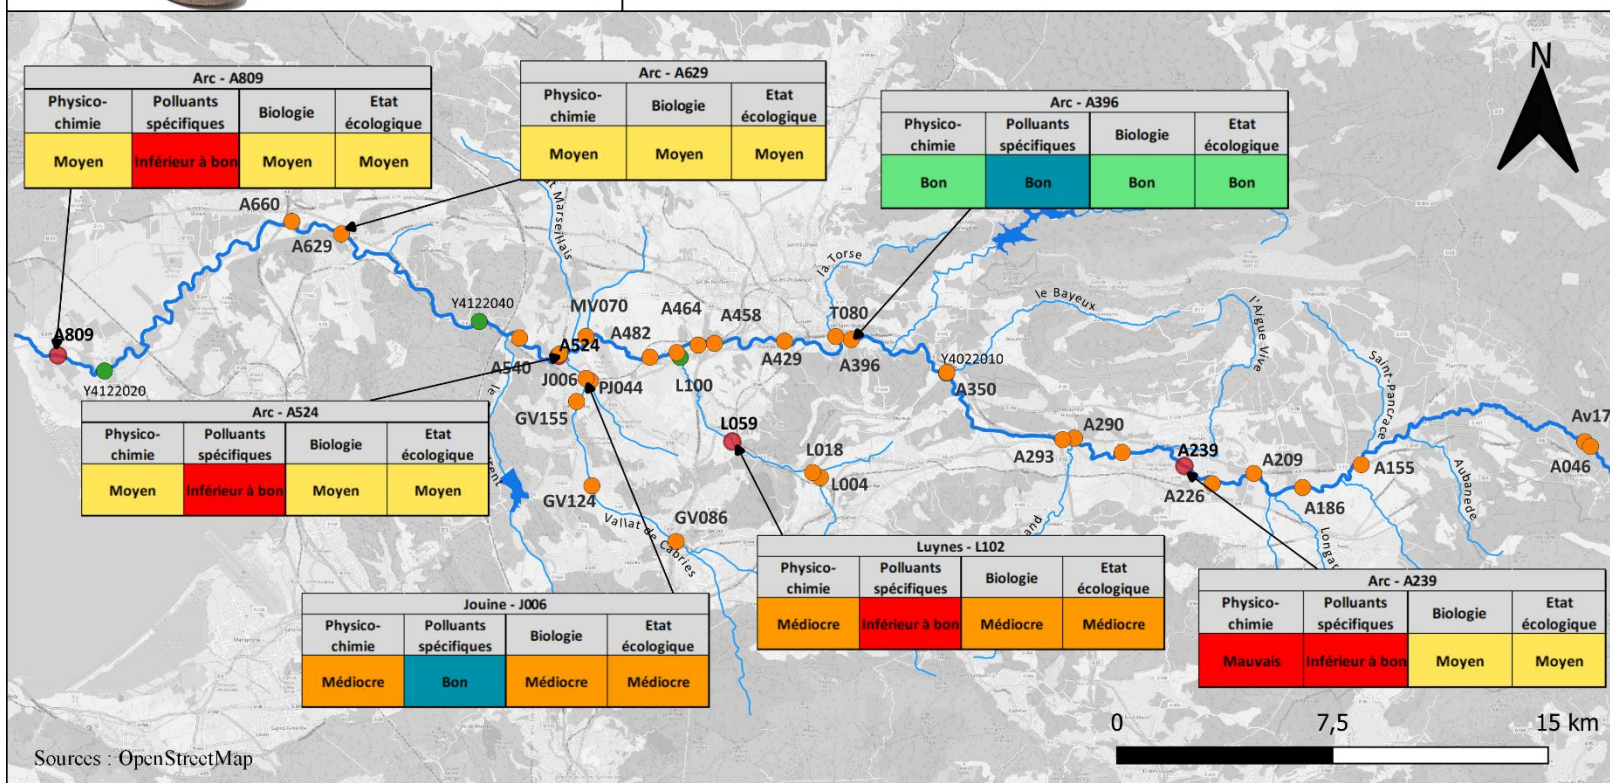 Arc - A809
Physico-chimie
Polluants spécifiques
Biologie
Etat écologique
Moyen
Inférieur à bon
Moyen
Moyen
Arc - A629
Physico-chimie
Biologie
Etat écologique
Moyen
Moyen
Moyen
Arc - A396
Physico-chimie
Polluants spécifiques
Biologie
Etat écologique
Bon
Bon
Bon
Bon
N
A660
A629
Marseillais
la Torse
le Bayeux
l'Aigue Vive
Saint-Pancrace
Y4122040
MV070
A482
A464
A458
T080
A429
A396
Y4022010
A350
A809
Y4122020
A540
A524
J006
PJ044
L100
GV155
L059
L018
L004
A290
A293
A239
A226
A209
A186
A155
Av17
A046
Aubanede
GV124
GV086
Vallat de Cabries
Arc - A524
Physico-chimie
Polluants spécifiques
Biologie
Etat écologique
Moyen
Inférieur à bon
Moyen
Moyen
Luynes - L102
Physico-chimie
Polluants spécifiques
Biologie
Etat écologique
Médiocre
Inférieur à bon
Médiocre
Médiocre
Arc - A239
Physico-chimie
Polluants spécifiques
Biologie
Etat écologique
Mauvais
Inférieur à bon
Moyen
Moyen
Jouine - J006
Physico-chimie
Polluants spécifiques
Biologie
Etat écologique
Médiocre
Bon
Médiocre
Médiocre
0 7,5 15 km
Sources : OpenStreetMap